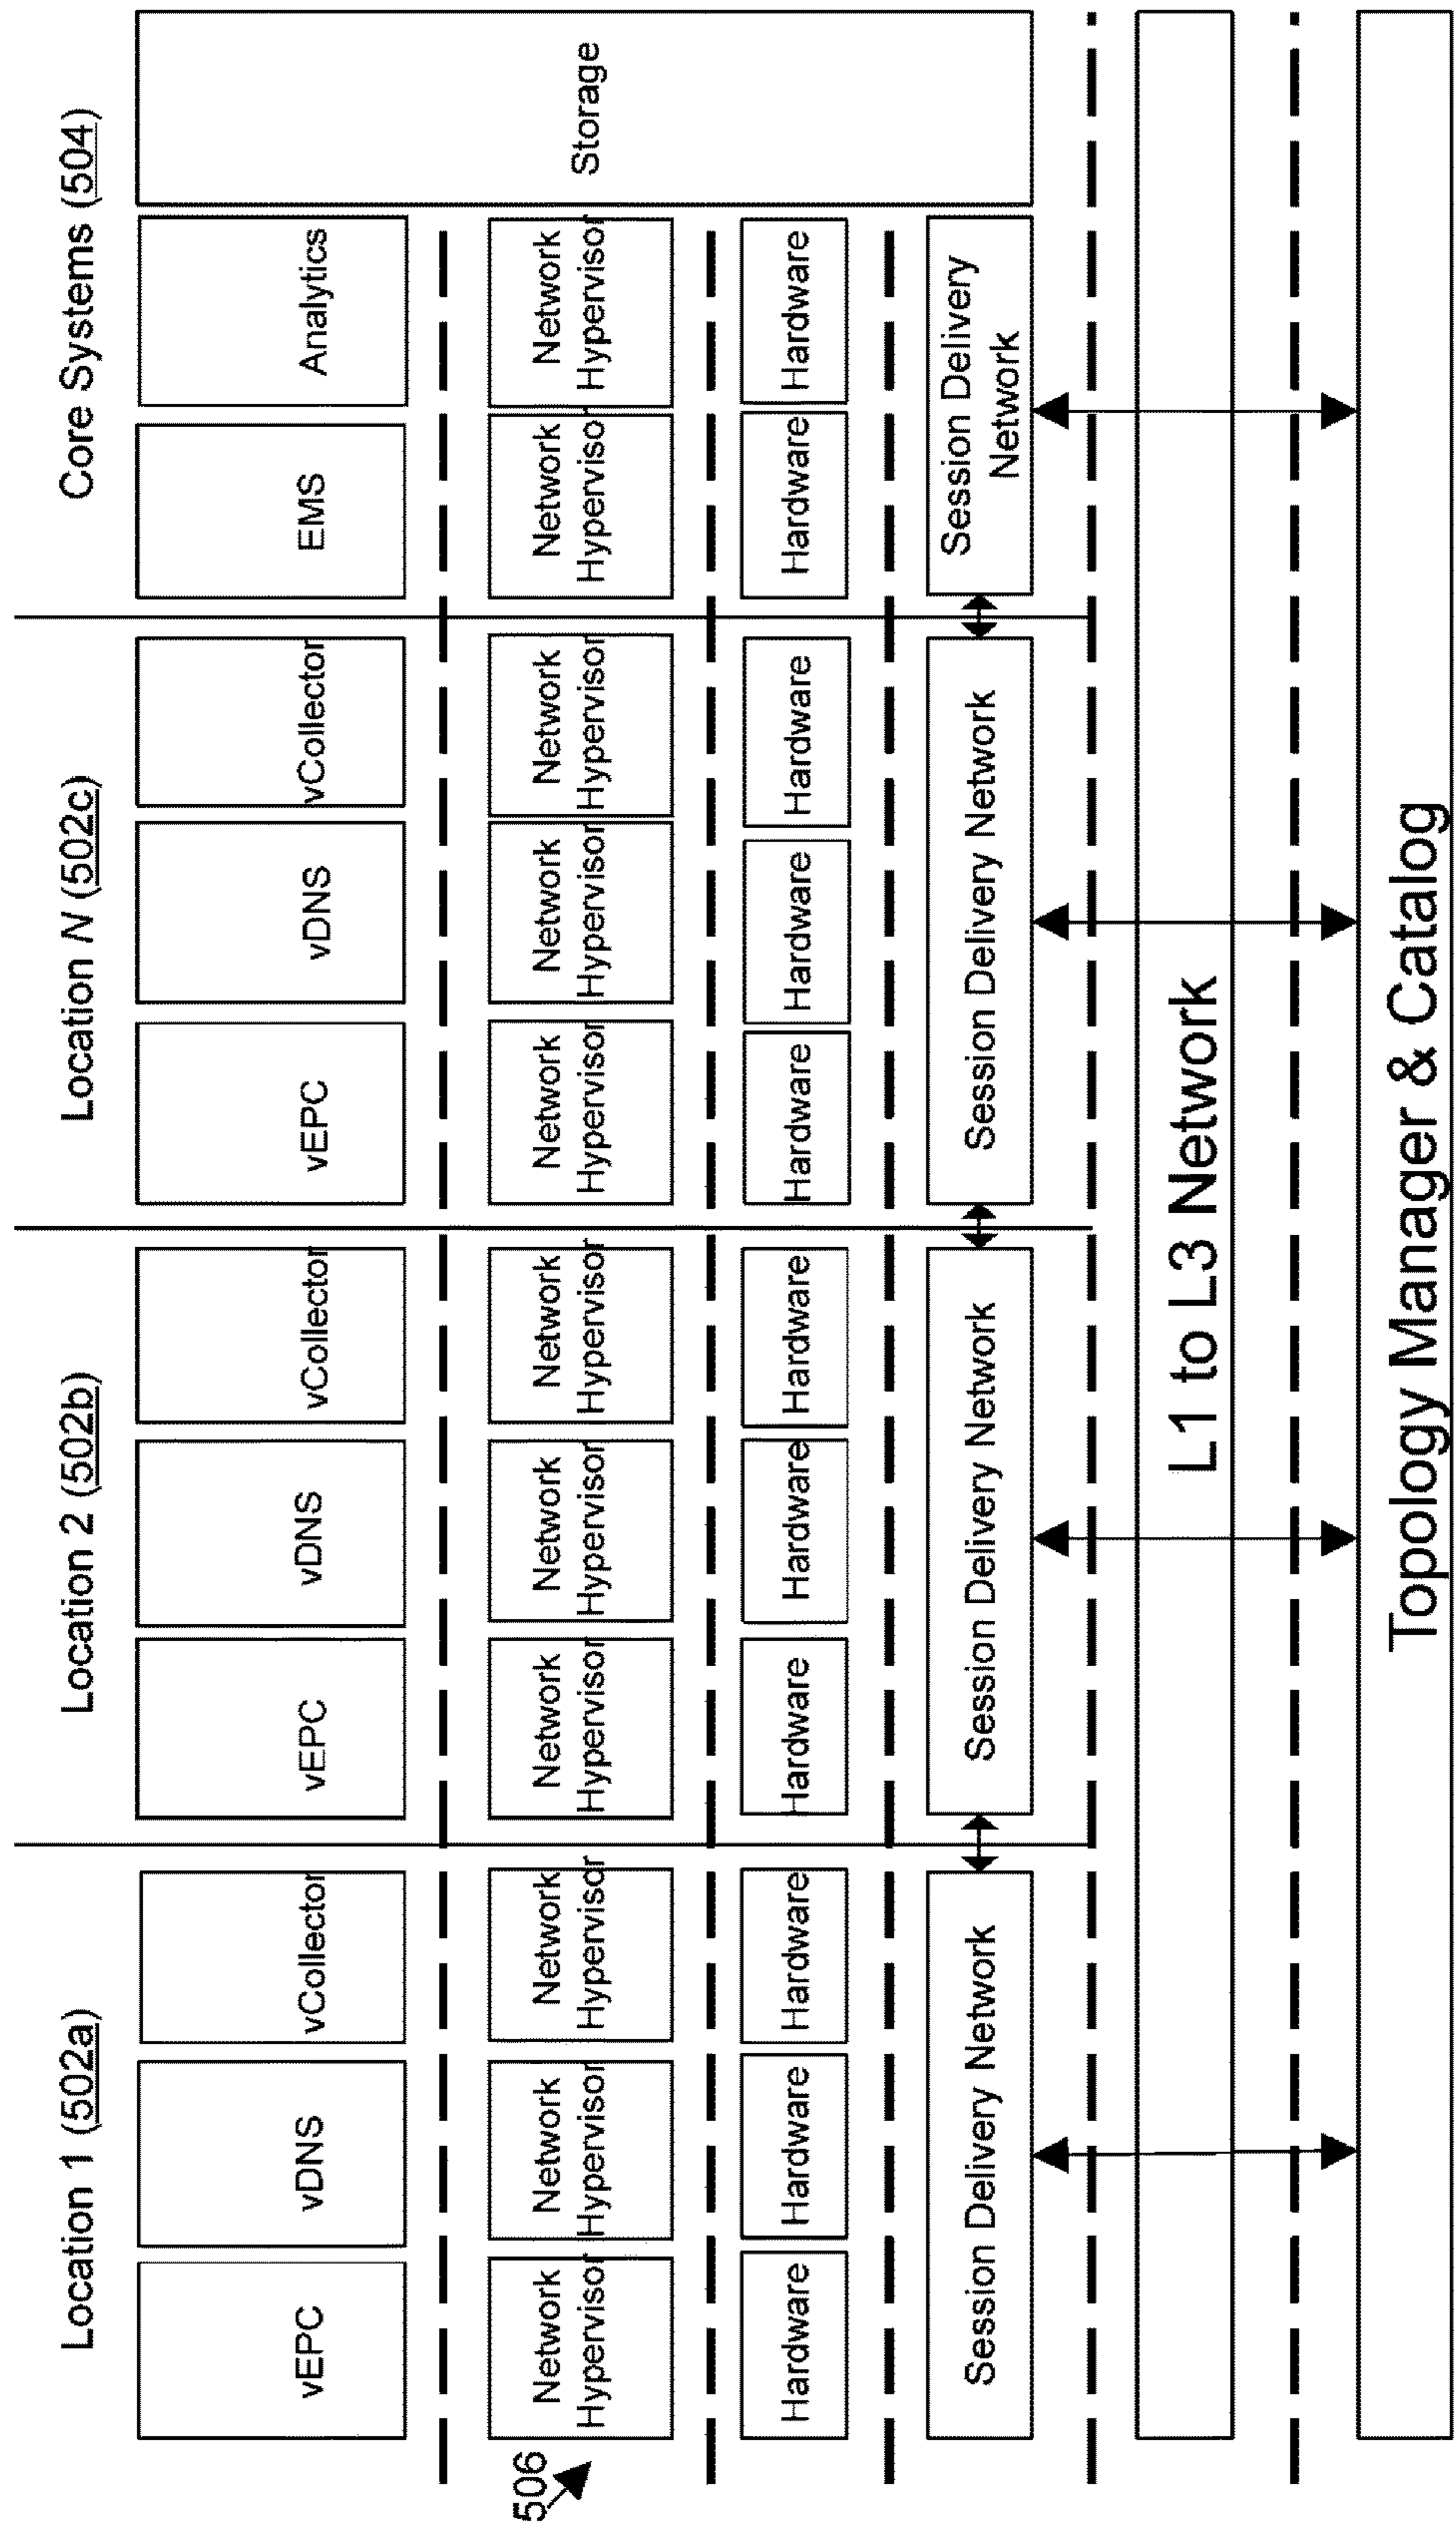 Location 1 (502a)
Location 2 (502b)
Location N (502c)
Core Systems (504)
vEPC
vDNS
vCollector
vEPC
vDNS
vCollector
vEPC
vDNS
vCollector
EMS
Analytics
Storage
506
Network
Hypervisor
Network
Hypervisor
Network
Hypervisor
Network
Hypervisor
Network
Hypervisor
Network
Hypervisor
Network
Hypervisor
Network
Hypervisor
Network
Hypervisor
Network
Hypervisor
Network
Hypervisor
Hardware
Hardware
Hardware
Hardware
Hardware
Hardware
Hardware
Hardware
Hardware
Hardware
Hardware
Session Delivery Network
Session Delivery Network
Session Delivery Network
Session Delivery
Network
L1 to L3 Network
Topology Manager & Catalog